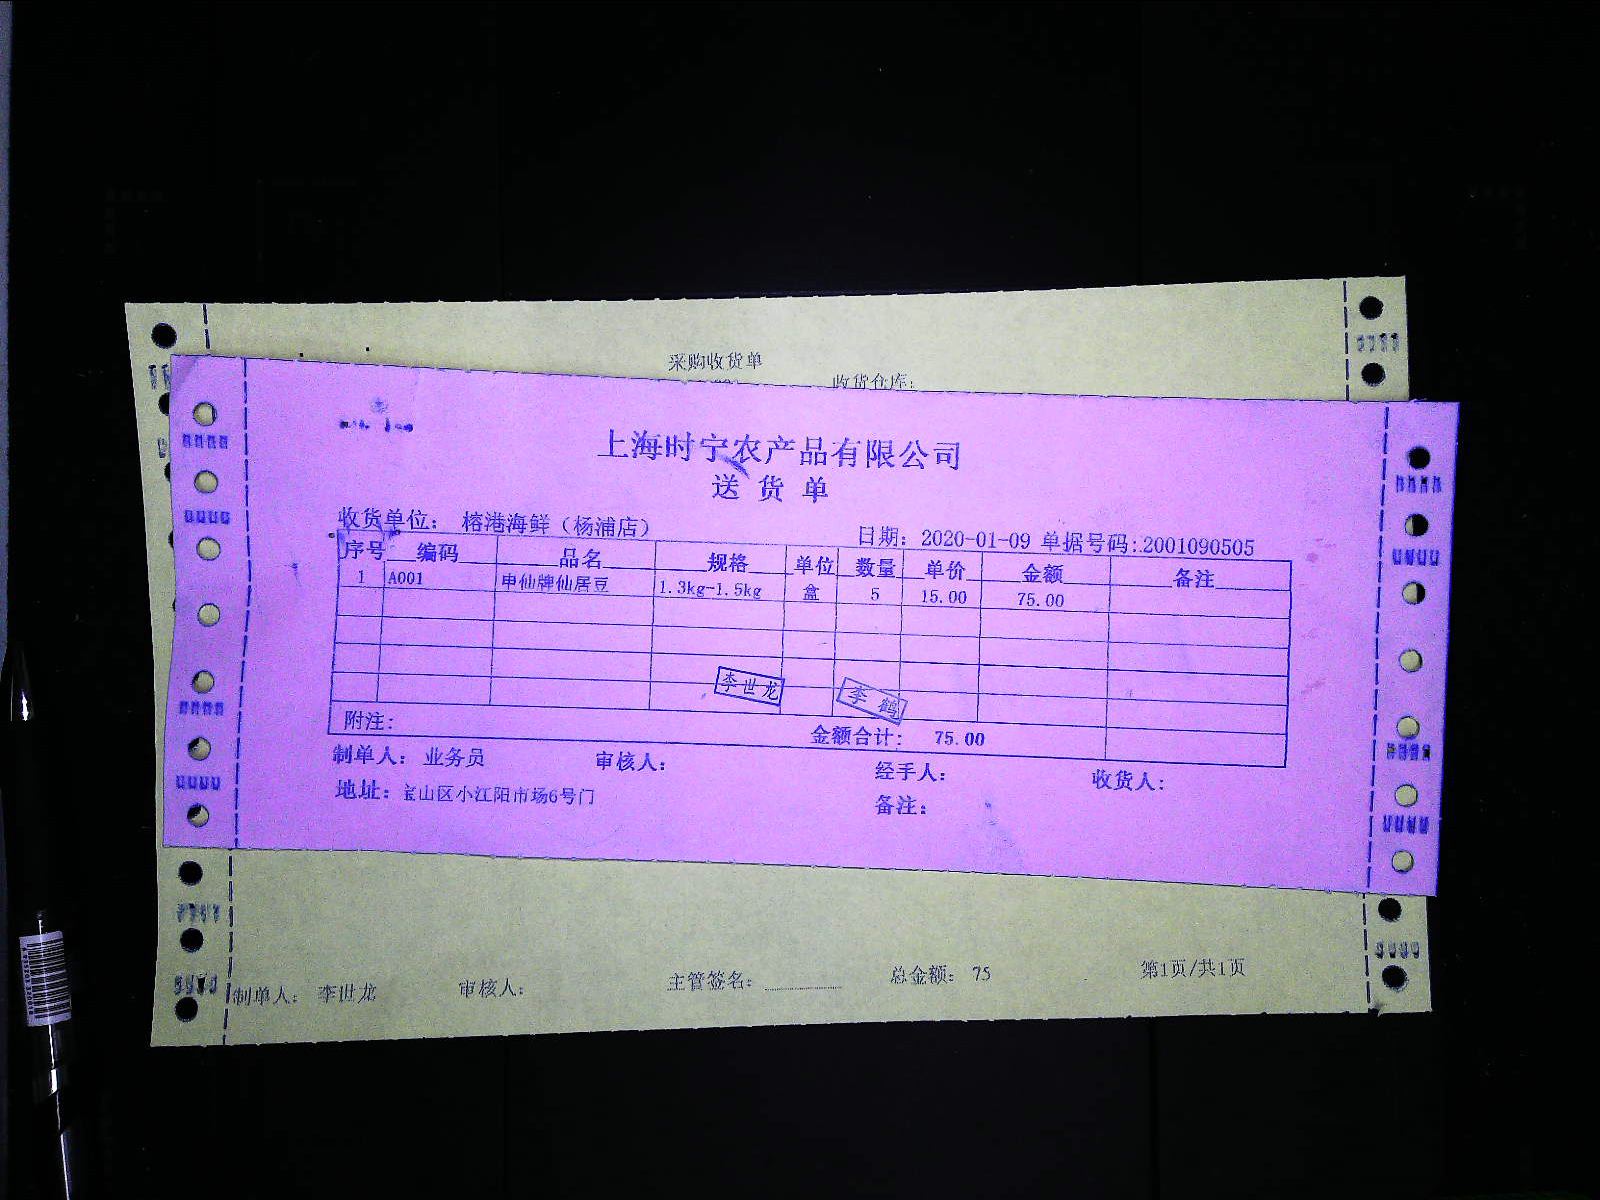 采购收货单
收货仓库:
上海时宁农产品有限公司
送货单
收货单位： 榕港海鲜（杨浦店） 日期：2020-01-09 单据号码:2001090505
序号 编码 品名 规格 单位 数量 单价 金额 备注
1 A001 申仙牌仙居豆 1.3kg-1.5kg 盒 5 15.00 75.00
李世龙 李鹤
附注: 金额合计: 75.00
制单人: 业务员 审核人: 经手人: 收货人:
地址: 宝山区小江阳市场6号门 备注:
制单人: 李世龙 审核人: 主管签名: 总金额: 75 第1页/共1页